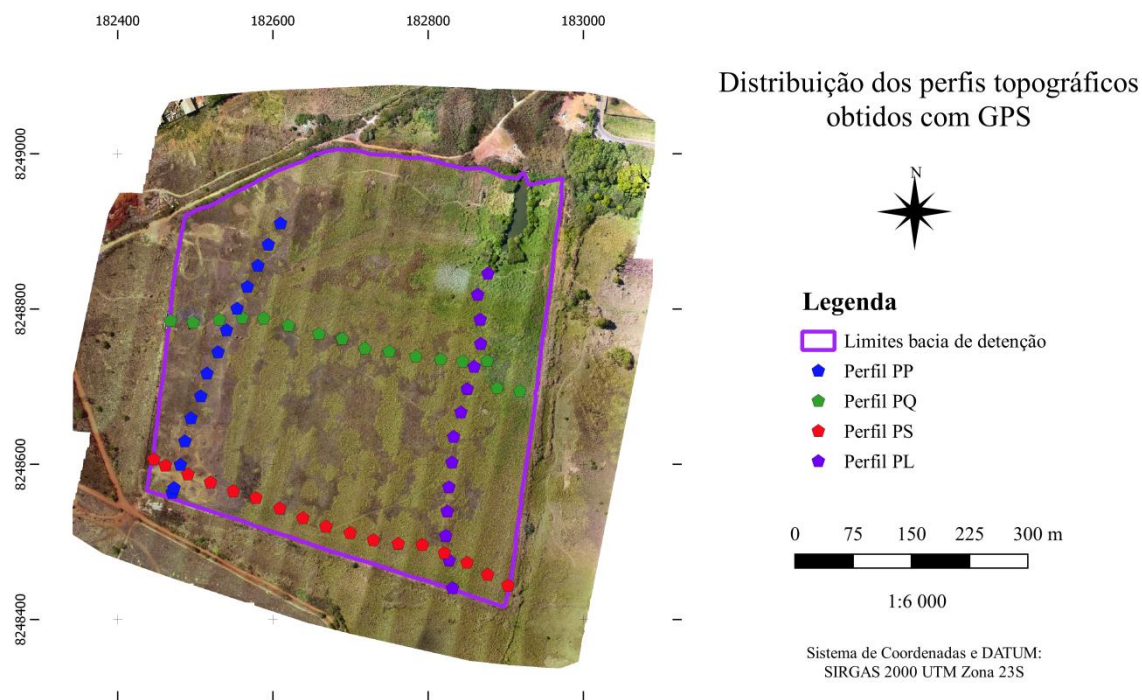 182400 182600 182800 183000
8249000
8248800
8248600
8248400
Distribuição dos perfis topográficos
obtidos com GPS
N
Legenda
Limites bacia de detenção
Perfil PP
Perfil PQ
Perfil PS
Perfil PL
0 75 150 225 300 m
1:6 000
Sistema de Coordenadas e DATUM:
SIRGAS 2000 UTM Zona 23S